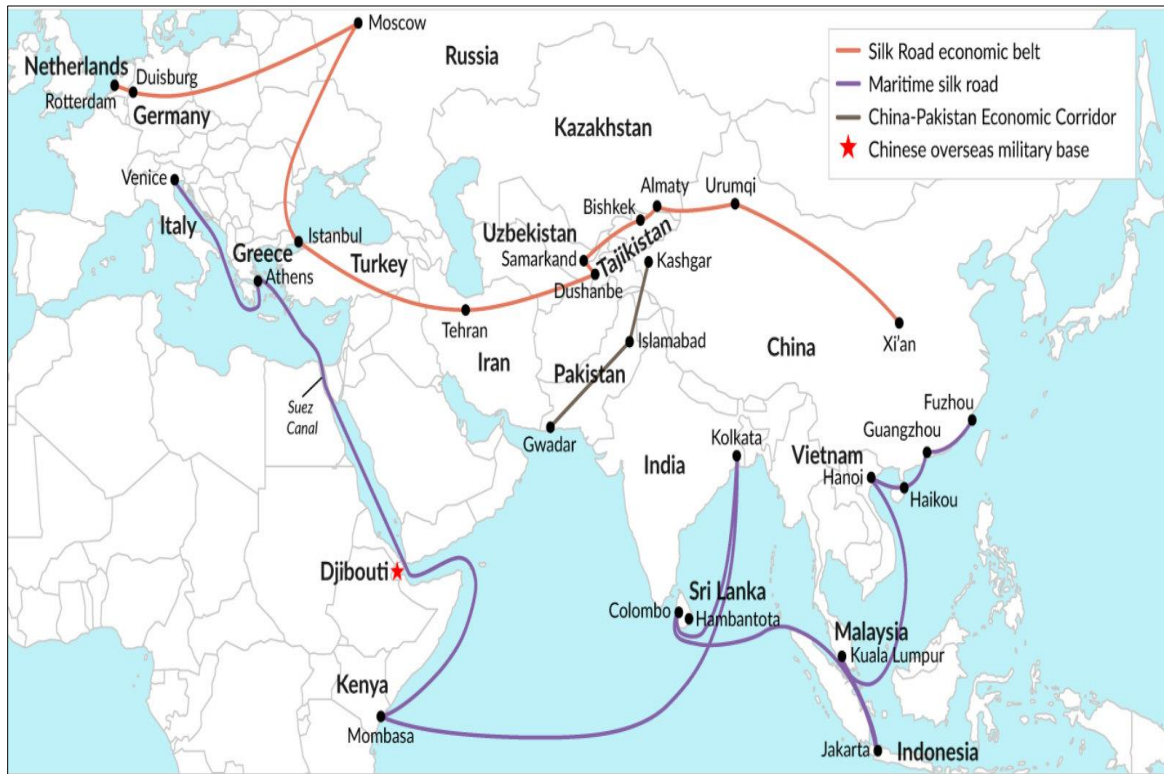 Moscow
Russia
Silk Road economic belt
Maritime silk road
China-Pakistan Economic Corridor
Chinese overseas military base
Netherlands
Duisburg
Rotterdam
Germany
Kazakhstan
Venice
Almaty
Urumqi
Bishkek
Italy
Istanbul
Uzbekistan
Tajikistan
Greece
Turkey
Samarkand
Kashgar
Athens
Dushanbe
Tehran
Islamabad
China
Xi'an
Iran
Pakistan
Suez
Canal
Fuzhou
Gwadar
Kolkata
Guangzhou
India
Vietnam
Hanoi
Haikou
Djibouti
Sri Lanka
Colombo
Hambantota
Malaysia
Kuala Lumpur
Kenya
Mombasa
Jakarta
Indonesia